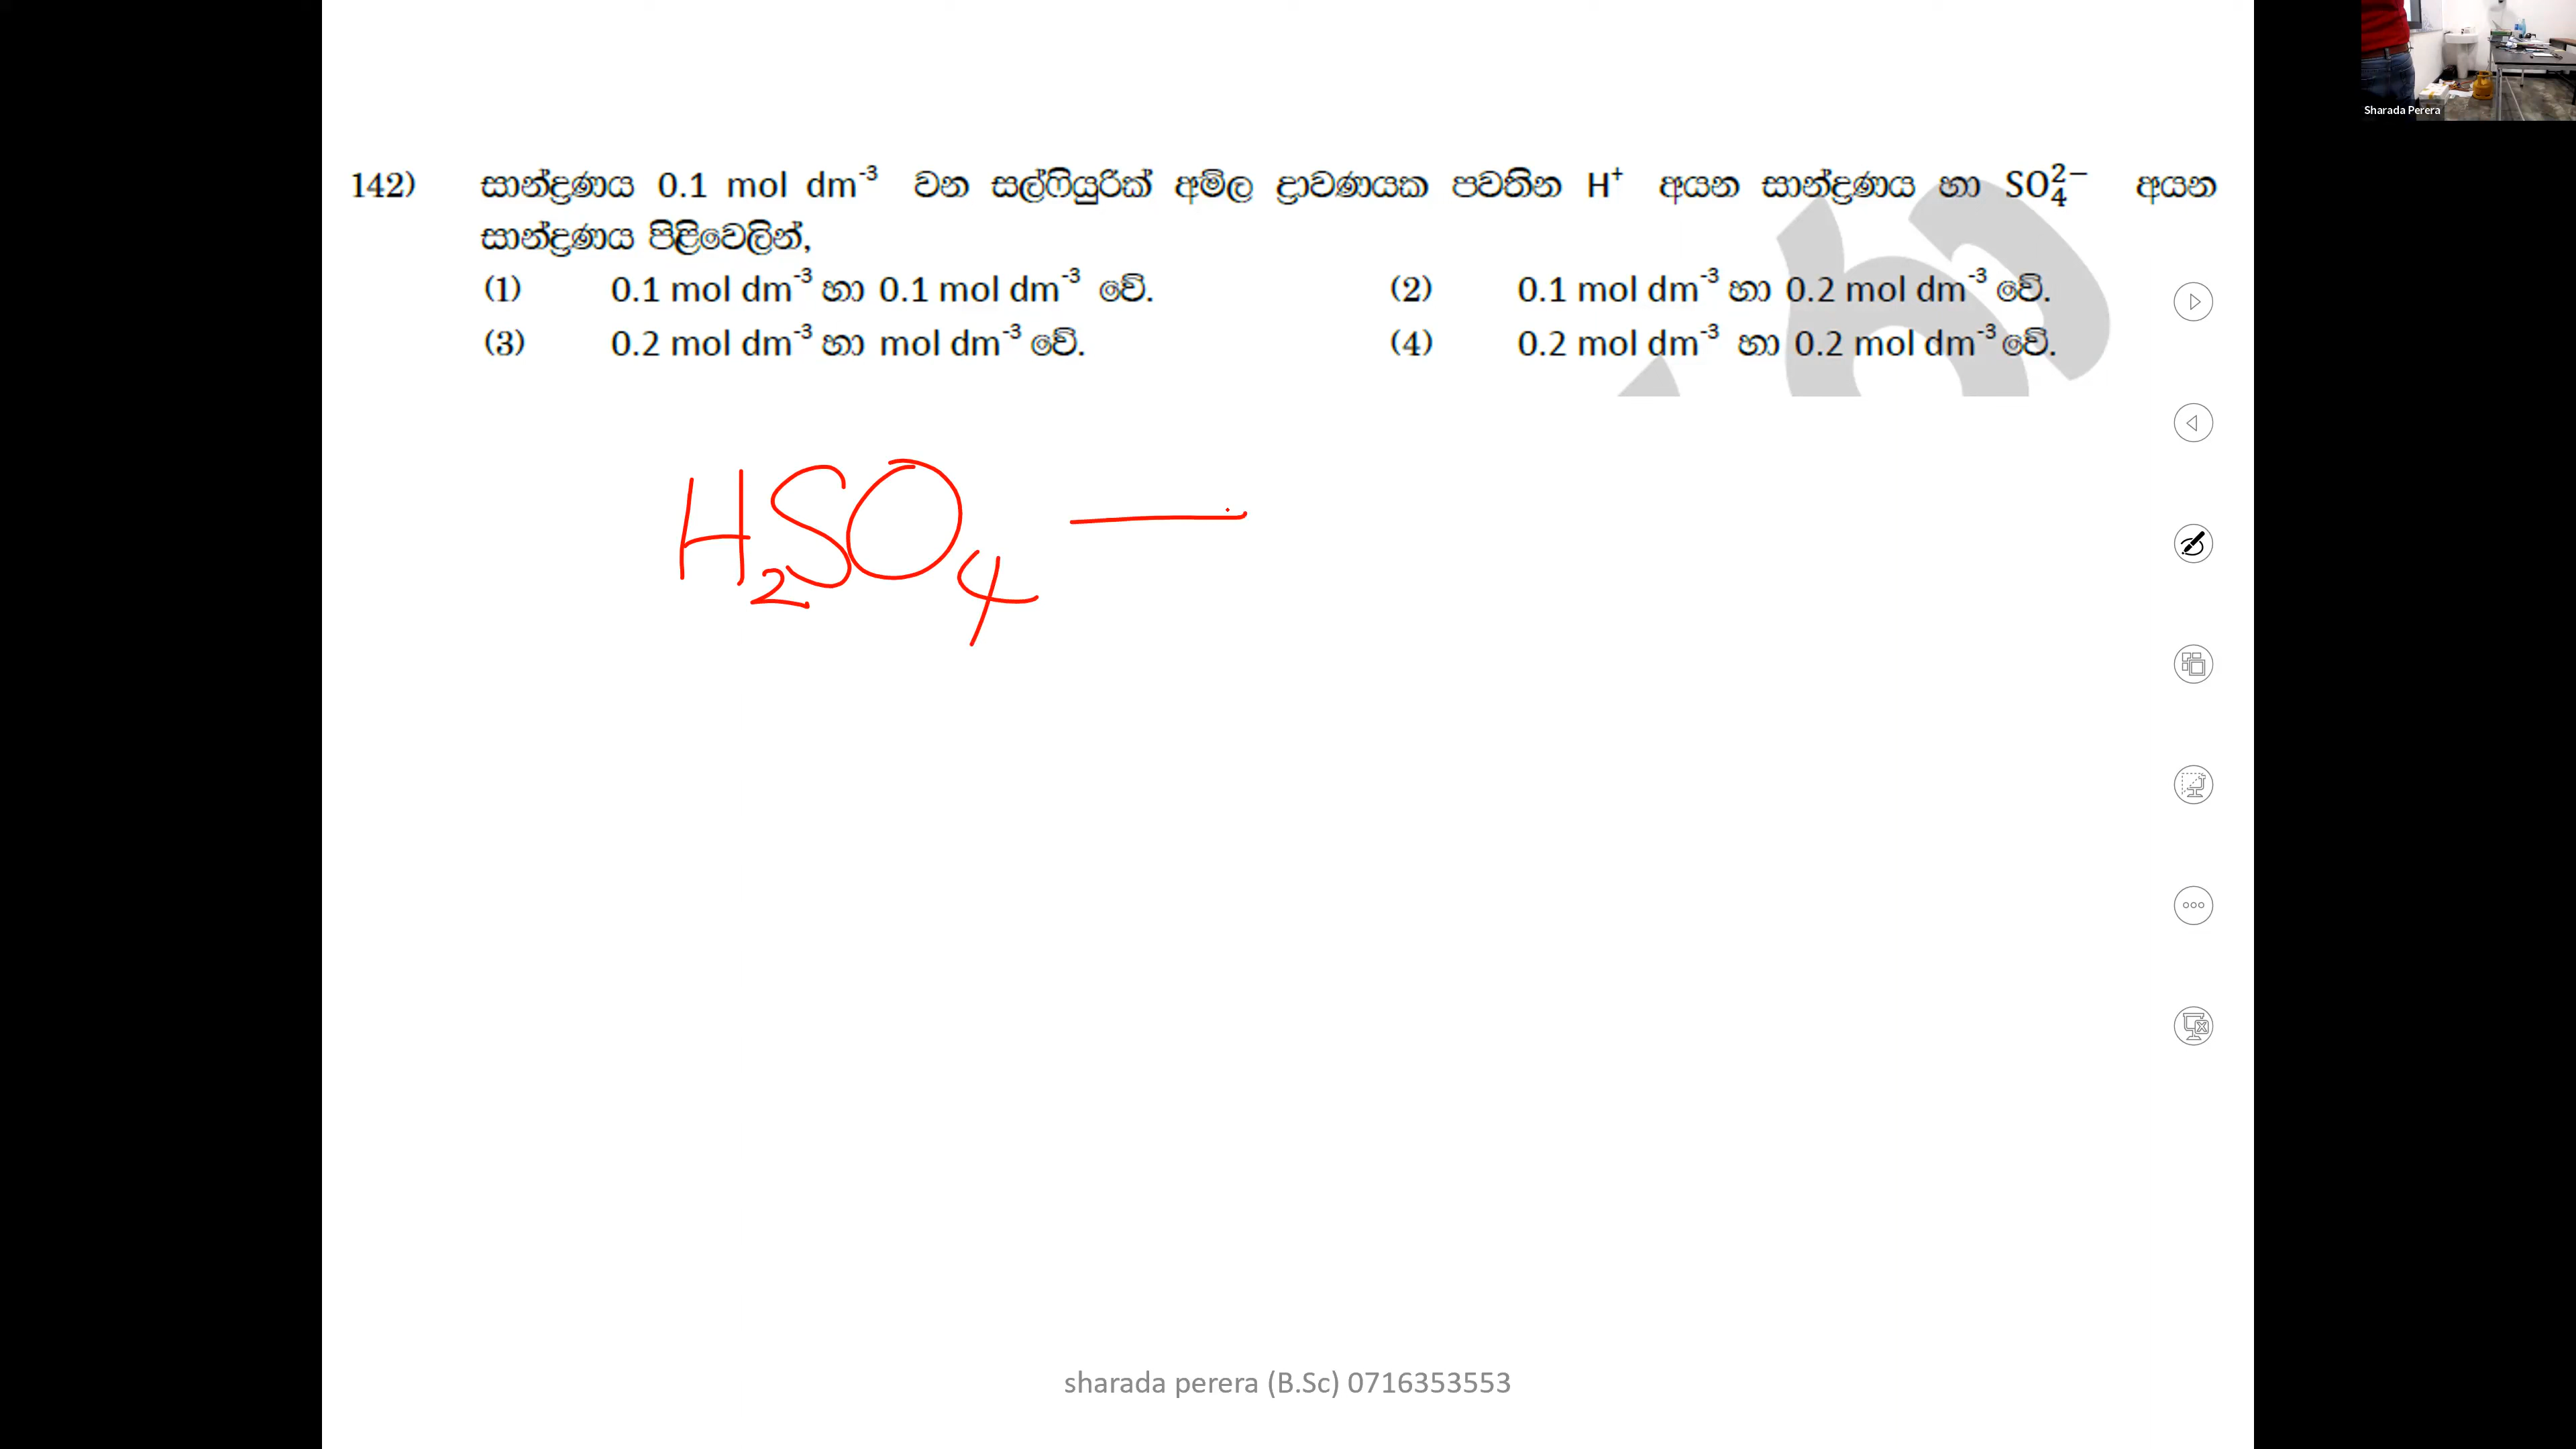 Sharada Perera
142) සාන්ද්‍රණය 0.1 mol dm⁻³ වන සල්ෆියුරික් අම්ල ද්‍රාවණයක පවතින H⁺ අයන සාන්ද්‍රණය හා SO₄²⁻ අයන
සාන්ද්‍රණය පිළිවෙලින්,
(1) 0.1 mol dm⁻³ හා 0.1 mol dm⁻³ වේ. (2) 0.1 mol dm⁻³ හා 0.2 mol dm⁻³ වේ.
(3) 0.2 mol dm⁻³ හා mol dm⁻³ වේ. (4) 0.2 mol dm⁻³ හා 0.2 mol dm⁻³ වේ.
H₂SO₄
sharada perera (B.Sc) 0716353553